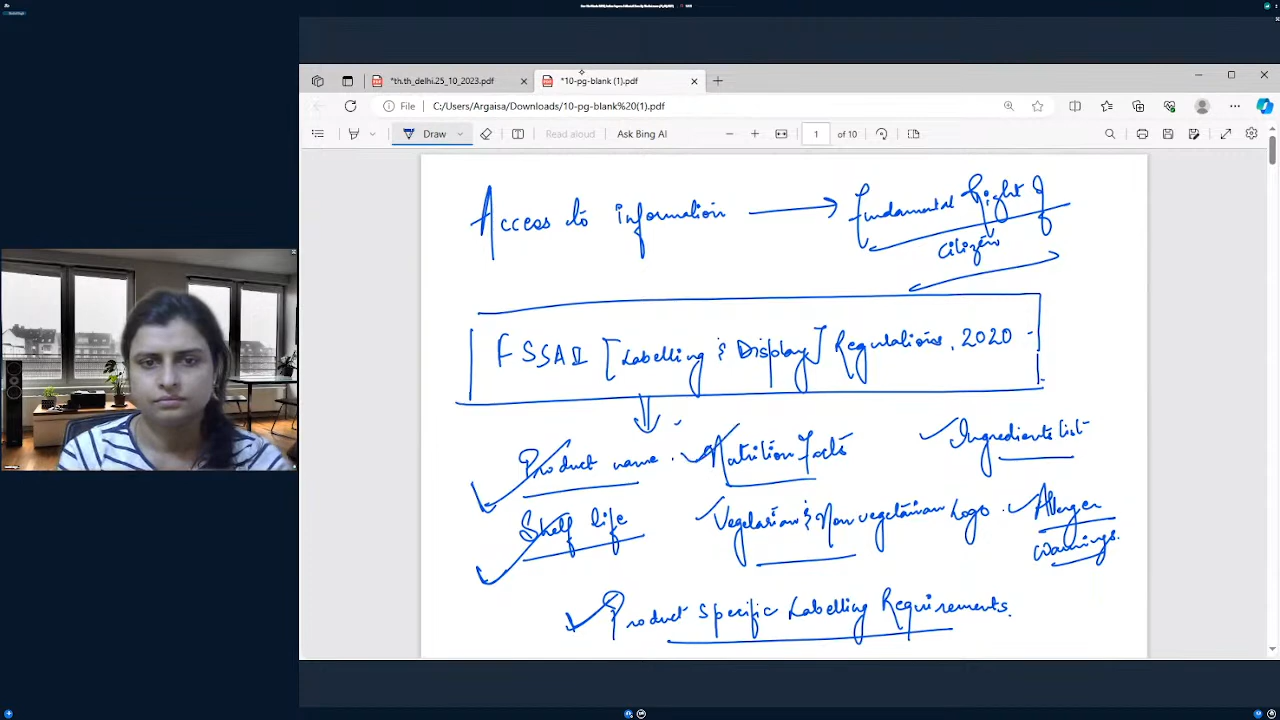 *th.th_delhi.25_10_2023.pdf
*10-pg-blank (1).pdf
File C:/Users/Argaisa/Downloads/10-pg-blank%20(1).pdf
Draw Read aloud Ask Bing AI 1 of 10
Access to information → Fundamental Right of
Citizens
FSSAI [Labelling & Display] Regulations, 2020
Product name. Nutrition Facts Ingredients list
Shelf life Vegetarian & Non vegetarian Logo. Allergen
Warnings.
Product Specific Labelling Requirements.